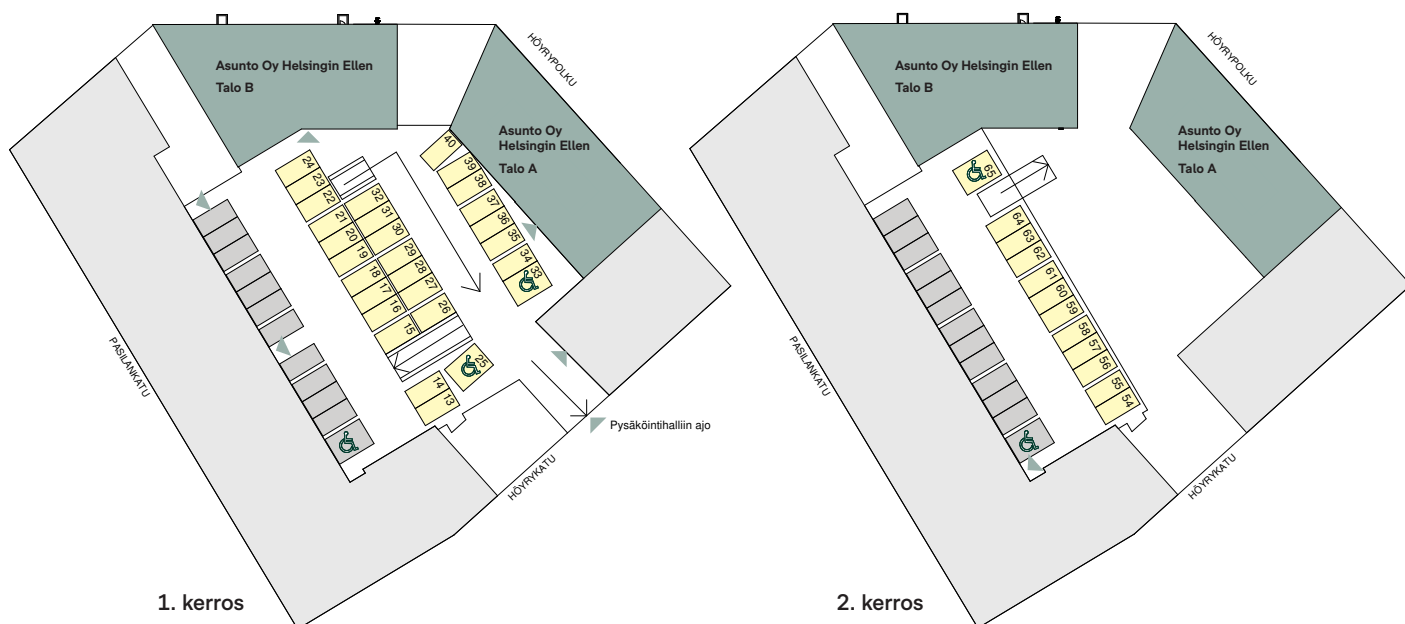 HÖYRYPOLKU
Asunto Oy Helsingin Ellen
Talo B
Asunto Oy
Helsingin Ellen
Talo A
40
39
38
37
36
35
34
33
24
23
22
21
20
19
18
17
16
15
32
31
30
29
28
27
26
25
14
13
PASILANKATU
Pysäköintihalliin ajo
HÖYRYKATU
1. kerros
HÖYRYPOLKU
Asunto Oy Helsingin Ellen
Talo B
Asunto Oy
Helsingin Ellen
Talo A
65
64
63
62
61
60
59
58
57
56
55
54
PASILANKATU
HÖYRYKATU
2. kerros